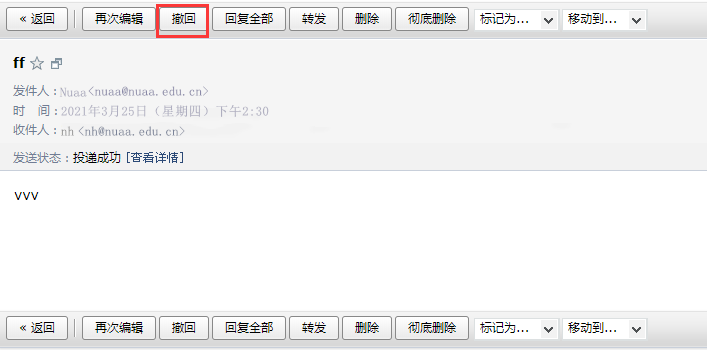 « 返回 再次编辑 撤回 回复全部 转发 删除 彻底删除 标记为... 移动到...
ff
发件人：Nuaa<nuaa@nuaa.edu.cn>
时　间：2021年3月25日（星期四）下午2:30
收件人：nh<nh@nuaa.edu.cn>
发送状态：投递成功 [查看详情]
vvv
« 返回 再次编辑 撤回 回复全部 转发 删除 彻底删除 标记为... 移动到...